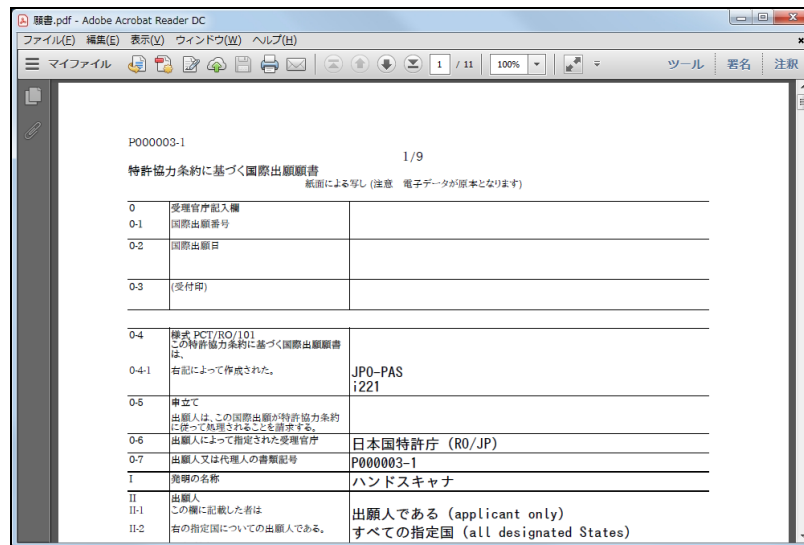 願書.pdf - Adobe Acrobat Reader DC
ファイル(F) 編集(E) 表示(V) ウィンドウ(W) ヘルプ(H)
マイファイル 1 / 11 100% ツール 署名 注釈
P000003-1
1/9
特許協力条約に基づく国際出願願書
紙面による写し (注意 電子データが原本となります)
0 受理官庁記入欄
0-1 国際出願番号
0-2 国際出願日
0-3 (受付印)
0-4 様式 PCT/RO/101
この特許協力条約に基づく国際出願願書
は、
0-4-1 右記によって作成された。 JPO-PAS
i221
0-5 申立て
出願人は、この国際出願が特許協力条約
に従って処理されることを請求する。
0-6 出願人によって指定された受理官庁 日本国特許庁 (RO/JP)
0-7 出願人又は代理人の書類記号 P000003-1
I 発明の名称 ハンドスキャナ
II 出願人
II-1 この欄に記載した者は 出願人である (applicant only)
II-2 右の指定国についての出願人である。 すべての指定国 (all designated States)